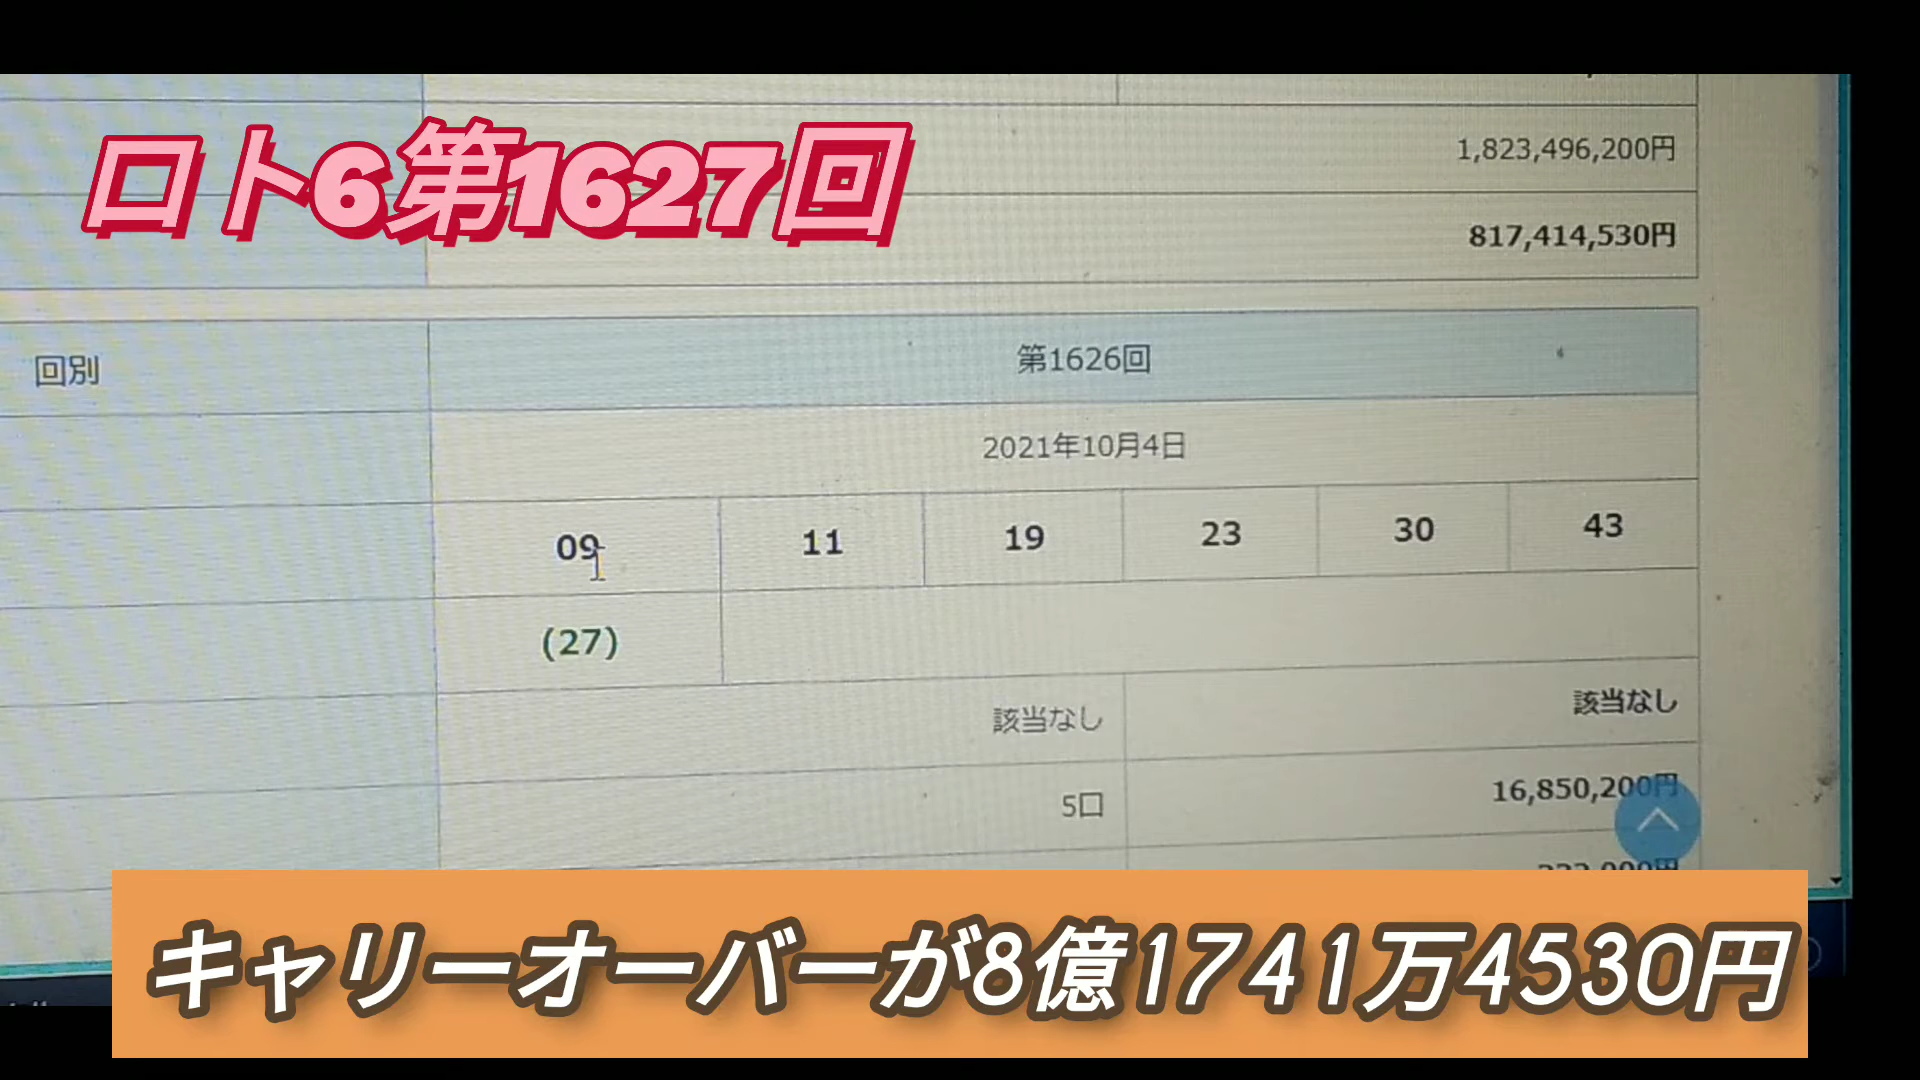 ロト6第1627回
1,823,496,200円
817,414,530円
回別
第1626回
2021年10月4日
09 11 19 23 30 43
(27)
該当なし 該当なし
5口 16,850,200円
キャリーオーバーが8億1741万4530円